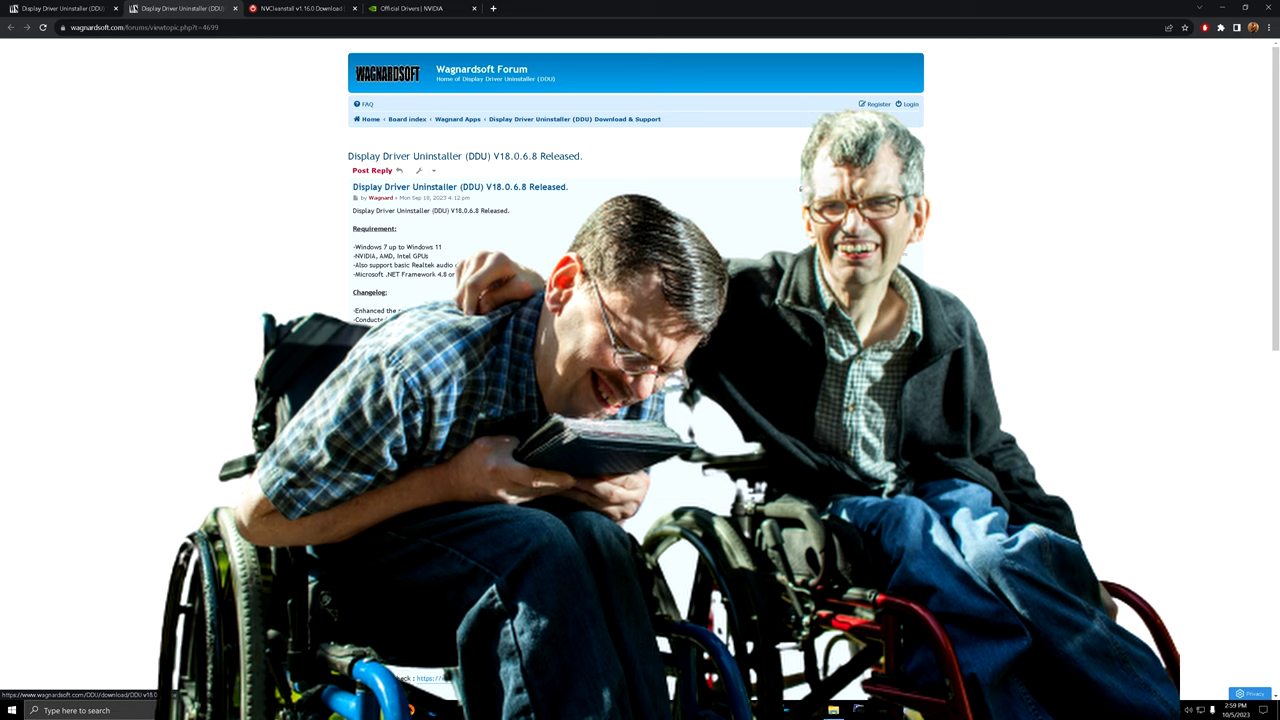 Display Driver Uninstaller (DDU)
Display Driver Uninstaller (DDU)
NVCleanstall v1.16.0 Download |
Official Drivers | NVIDIA
wagnardsoft.com/forums/viewtopic.php?t=4699
WAGNARDSOFT
Wagnardsoft Forum
Home of Display Driver Uninstaller (DDU)
FAQ
Register Login
Home ‹ Board index ‹ Wagnard Apps ‹ Display Driver Uninstaller (DDU) Download & Support
Display Driver Uninstaller (DDU) V18.0.6.8 Released.
Post Reply
Display Driver Uninstaller (DDU) V18.0.6.8 Released.
by Wagnard » Mon Sep 18, 2023 4:12 pm
Display Driver Uninstaller (DDU) V18.0.6.8 Released.
Requirement:
-Windows 7 up to Windows 11
-NVIDIA, AMD, Intel GPUs
-Also support basic Realtek audio
-Microsoft .NET Framework 4.8 or
Changelog:
-Enhanced the
-Conducte
check : https://
https://www.wagnardsoft.com/DDU/download/DDU v18.0
Privacy
Type here to search
2:59 PM
10/5/2023